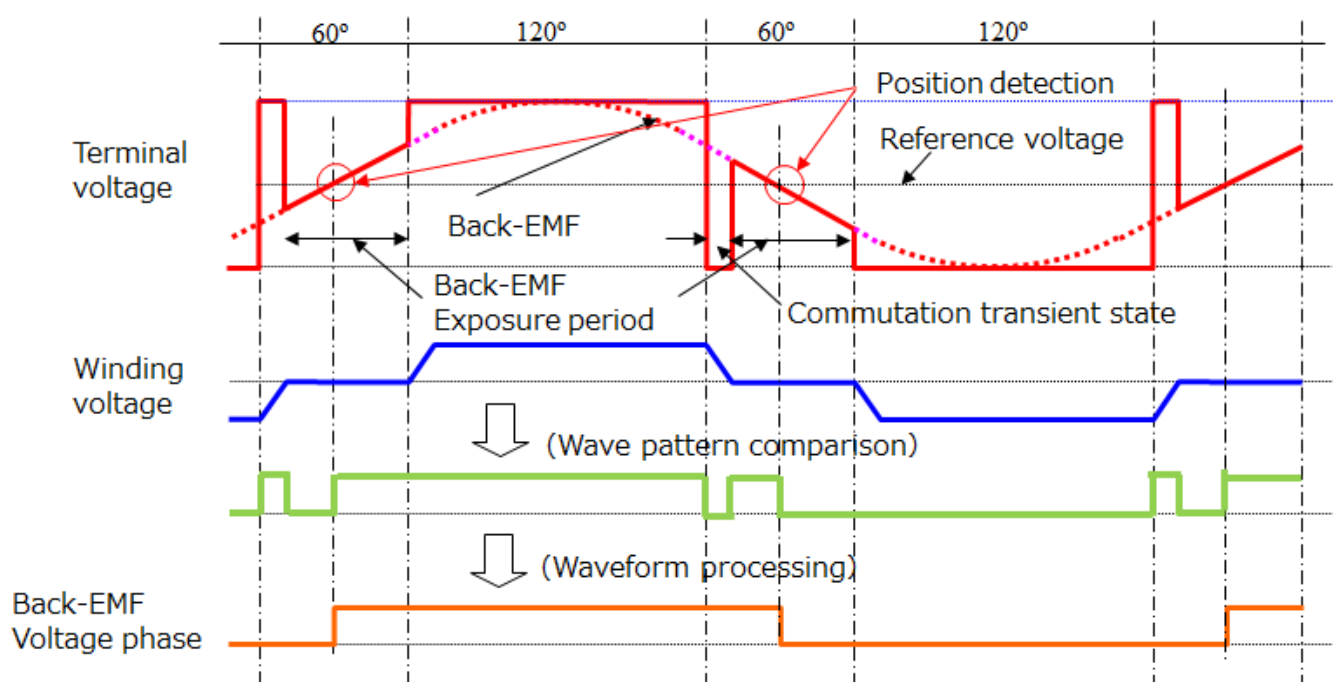 60°
120°
60°
120°
Position detection
Terminal
voltage
Reference voltage
Back-EMF
Back-EMF
Exposure period
Commutation transient state
Winding
voltage
(Wave pattern comparison)
(Waveform processing)
Back-EMF
Voltage phase